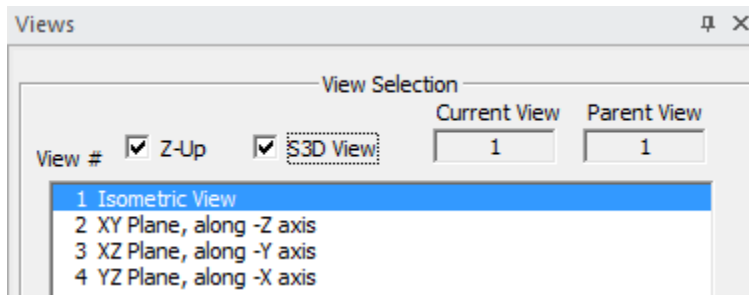 Views
View Selection
Current View Parent View
View # Z-Up S3D View 1 1
1 Isometric View
2 XY Plane, along -Z axis
3 XZ Plane, along -Y axis
4 YZ Plane, along -X axis